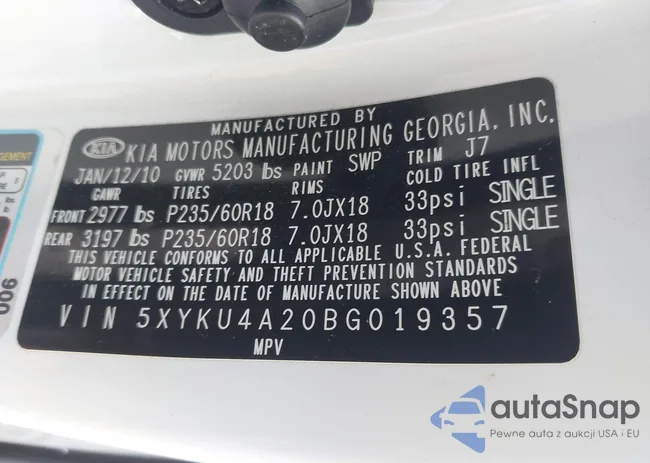 MANUFACTURED BY
KIA KIA MOTORS MANUFACTURING GEORGIA, INC.
JAN/12/10 GVWR 5203 lbs PAINT SWP TRIM J7
GAWR TIRES RIMS COLD TIRE INFL
FRONT 2977 lbs P235/60R18 7.0JX18 33psi SINGLE
REAR 3197 lbs P235/60R18 7.0JX18 33psi SINGLE
THIS VEHICLE CONFORMS TO ALL APPLICABLE U.S.A. FEDERAL
MOTOR VEHICLE SAFETY AND THEFT PREVENTION STANDARDS
IN EFFECT ON THE DATE OF MANUFACTURE SHOWN ABOVE
VIN 5XYKU4A20BG019357
MPV
006
autaSnap
Pewne auta z aukcji USA i EU